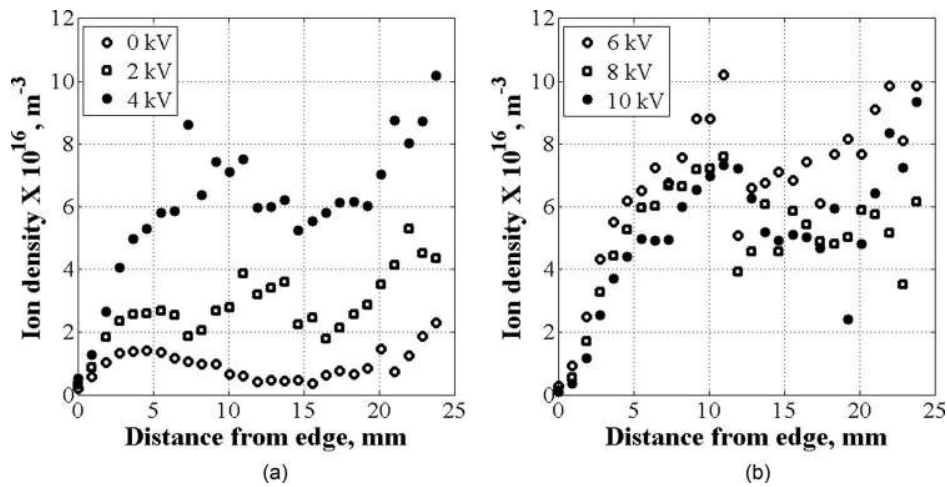 12
10
8
6
4
2
0
0 kV
2 kV
4 kV
Ion density X 10^16, m^-3
0
5
10
15
20
25
Distance from edge, mm
(a)
12
10
8
6
4
2
0
6 kV
8 kV
10 kV
Ion density X 10^16, m^-3
0
5
10
15
20
25
Distance from edge, mm
(b)